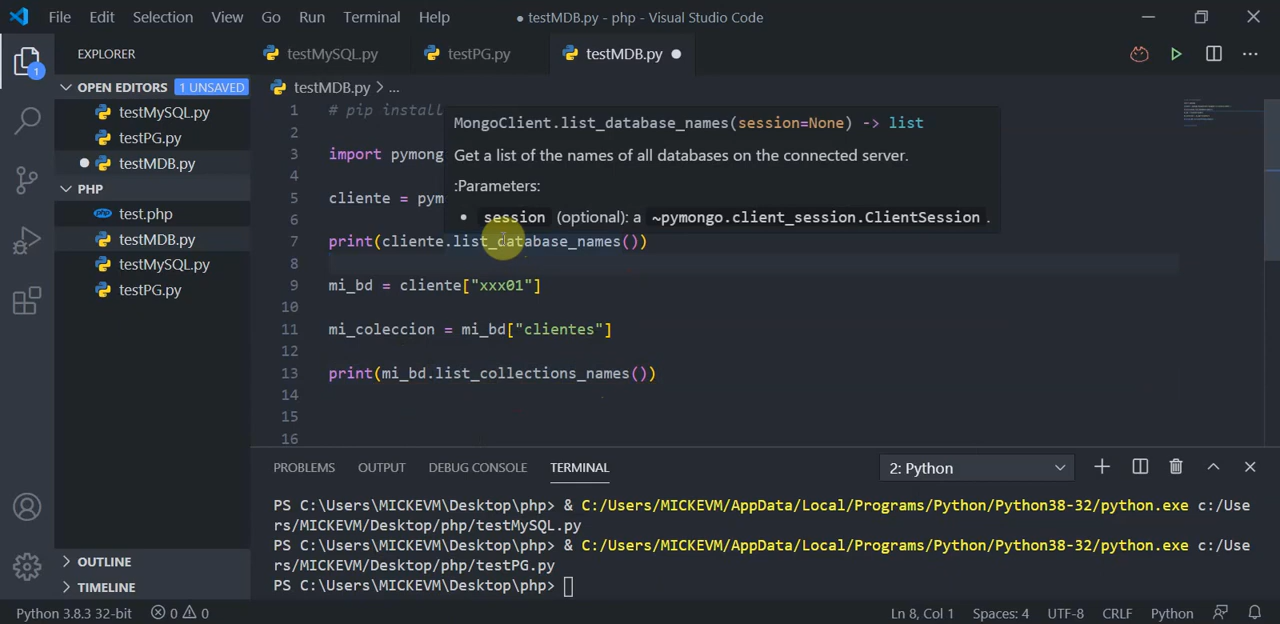 File Edit Selection View Go Run Terminal Help ● testMDB.py - php - Visual Studio Code
EXPLORER
testMySQL.py testPG.py testMDB.py
1
OPEN EDITORS 1 UNSAVED
testMySQL.py
testPG.py
testMDB.py
PHP
test.php
testMDB.py
testMySQL.py
testPG.py
OUTLINE
TIMELINE
testMDB.py > ...
1 # pip install
2
3 import pymong
4
5 cliente = pym
6
7 print(cliente.list_database_names())
8
9 mi_bd = cliente["xxx01"]
10
11 mi_coleccion = mi_bd["clientes"]
12
13 print(mi_bd.list_collections_names())
14
15
16
MongoClient.list_database_names(session=None) -> list
Get a list of the names of all databases on the connected server.
:Parameters:
• session (optional): a ~pymongo.client_session.ClientSession .
PROBLEMS OUTPUT DEBUG CONSOLE TERMINAL 2: Python
PS C:\Users\MICKEVM\Desktop\php> & C:/Users/MICKEVM/AppData/Local/Programs/Python/Python38-32/python.exe c:/Use
rs/MICKEVM/Desktop/php/testMySQL.py
PS C:\Users\MICKEVM\Desktop\php> & C:/Users/MICKEVM/AppData/Local/Programs/Python/Python38-32/python.exe c:/Use
rs/MICKEVM/Desktop/php/testPG.py
PS C:\Users\MICKEVM\Desktop\php>
Python 3.8.3 32-bit 0 0 Ln 8, Col 1 Spaces: 4 UTF-8 CRLF Python